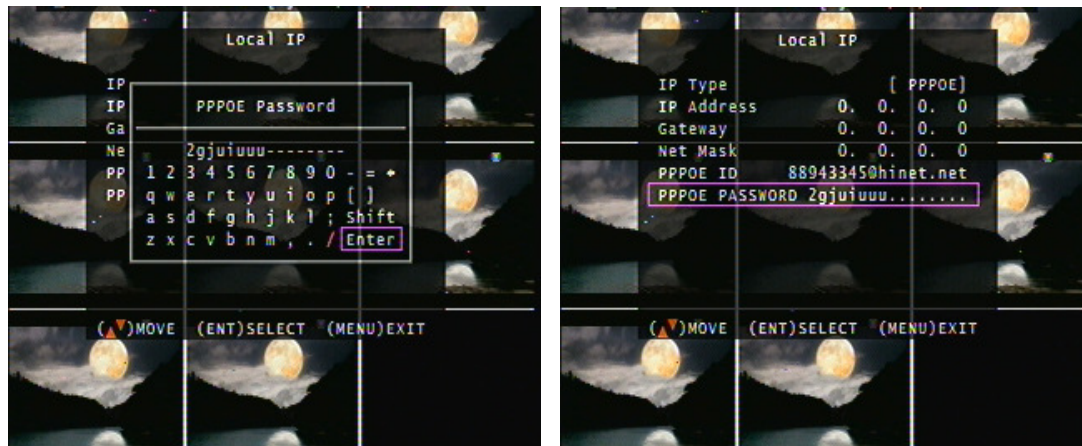 Local IP
IP
IP
Ga
Ne
PP
PP
PPPOE Password
2gjuiuuu--------
1 2 3 4 5 6 7 8 9 0 - =
q w e r t y u i o p [ ]
a s d f g h j k l ; Shift
z x c v b n m , . / Enter
( )MOVE (ENT)SELECT (MENU)EXIT
Local IP
IP Type [ PPPOE]
IP Address 0. 0. 0. 0
Gateway 0. 0. 0. 0
Net Mask 0. 0. 0. 0
PPPOE ID 88943345@hinet.net
PPPOE PASSWORD 2gjuiuuu........
( )MOVE (ENT)SELECT (MENU)EXIT